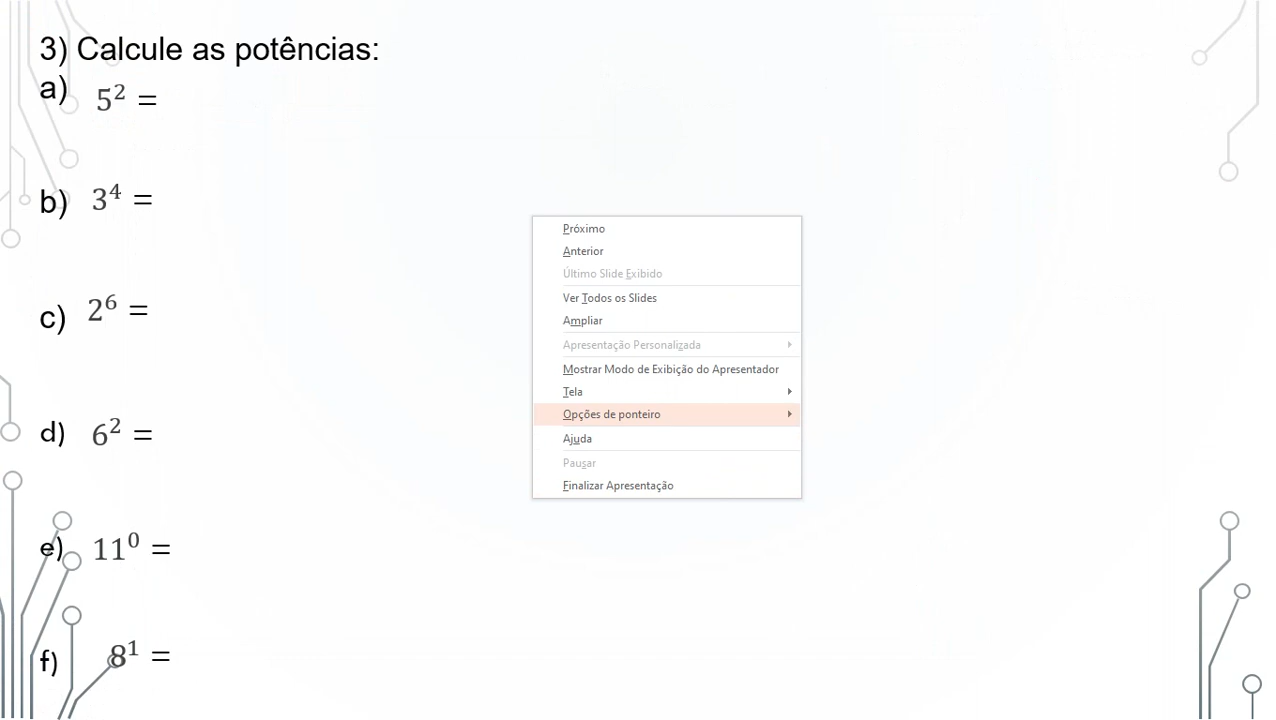 3) Calcule as potências:
a) 5² =
b) 3⁴ =
c) 2⁶ =
d) 6² =
e) 11⁰ =
f) 8¹ =
Próximo
Anterior
Último Slide Exibido
Ver Todos os Slides
Ampliar
Apresentação Personalizada
Mostrar Modo de Exibição do Apresentador
Tela
Opções de ponteiro
Ajuda
Pausar
Finalizar Apresentação